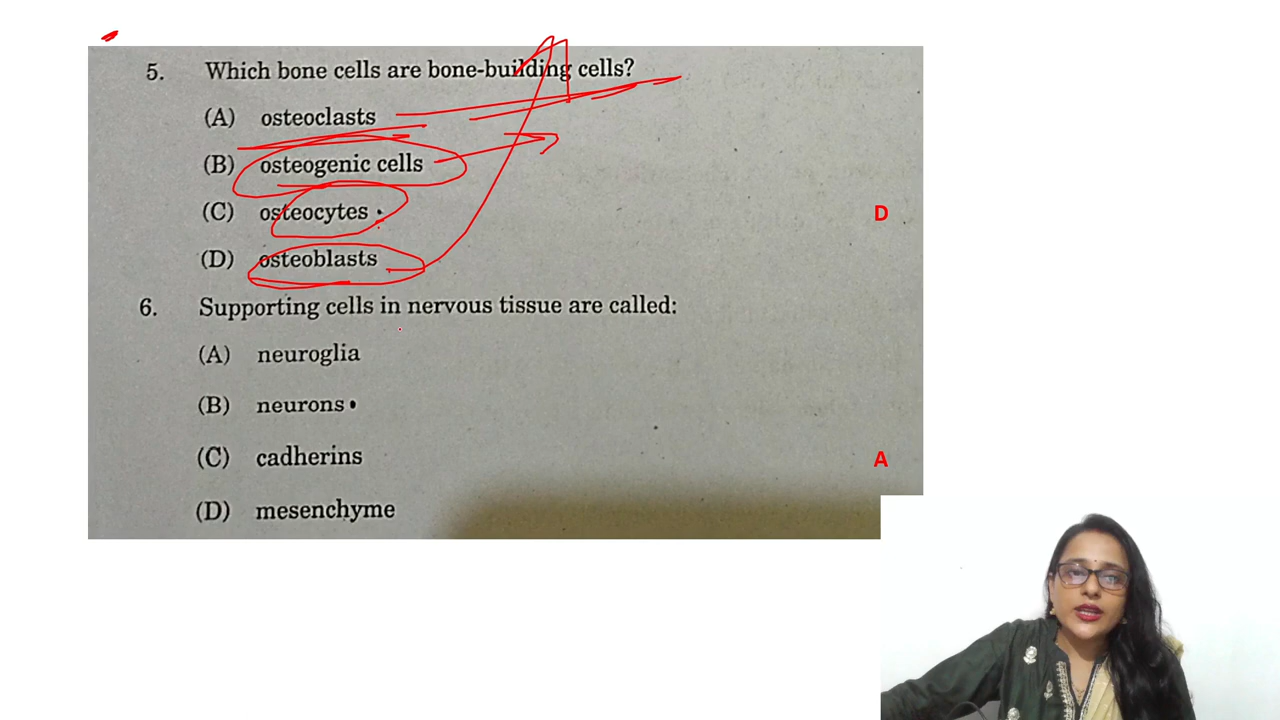 5. Which bone cells are bone-building cells?
(A) osteoclasts
(B) osteogenic cells
(C) osteocytes
D
(D) osteoblasts
6. Supporting cells in nervous tissue are called:
(A) neuroglia
(B) neurons
(C) cadherins
A
(D) mesenchyme